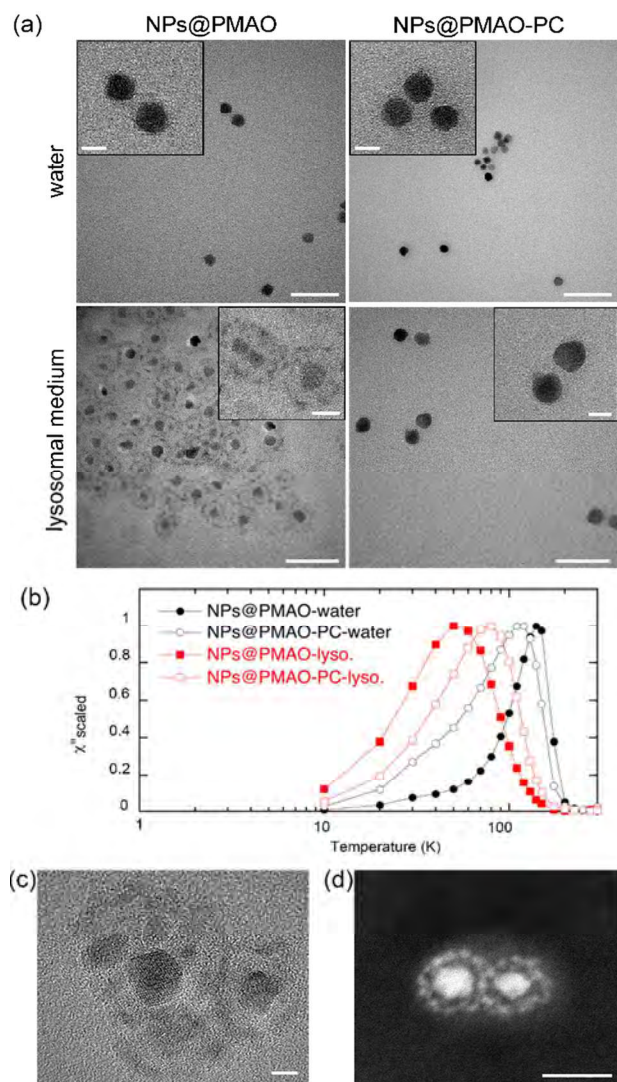 (a)
NPs@PMAO
NPs@PMAO-PC
water
lysosomal medium
(b)
NPs@PMAO-water
NPs@PMAO-PC-water
NPs@PMAO-lyso.
NPs@PMAO-PC-lyso.
χ" scaled
1
0.8
0.6
0.4
0.2
0
1
10
100
Temperature (K)
(c)
(d)